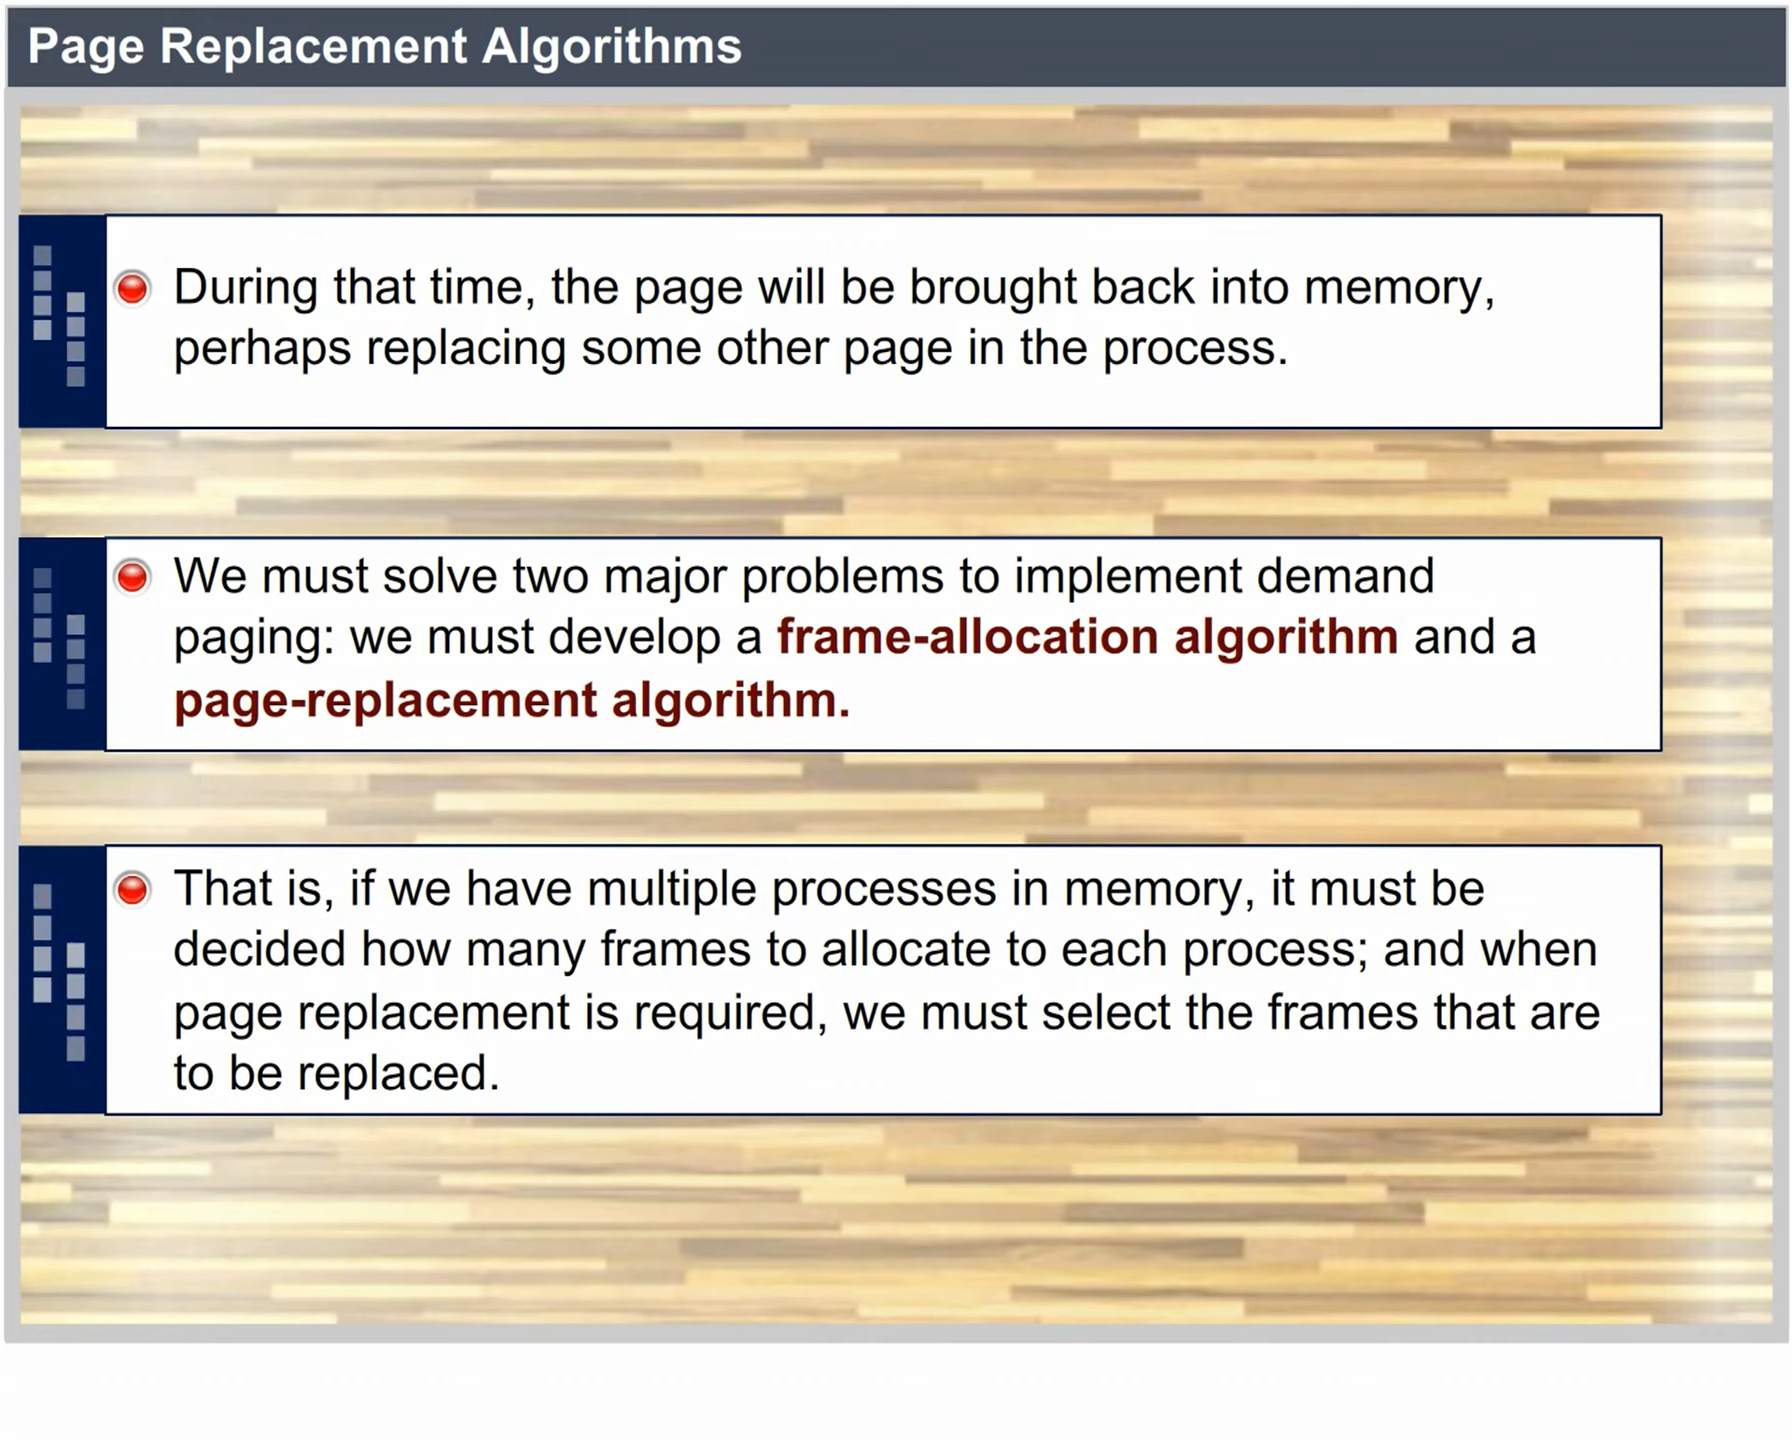 Page Replacement Algorithms
During that time, the page will be brought back into memory,
perhaps replacing some other page in the process.
We must solve two major problems to implement demand
paging: we must develop a frame-allocation algorithm and a
page-replacement algorithm.
That is, if we have multiple processes in memory, it must be
decided how many frames to allocate to each process; and when
page replacement is required, we must select the frames that are
to be replaced.